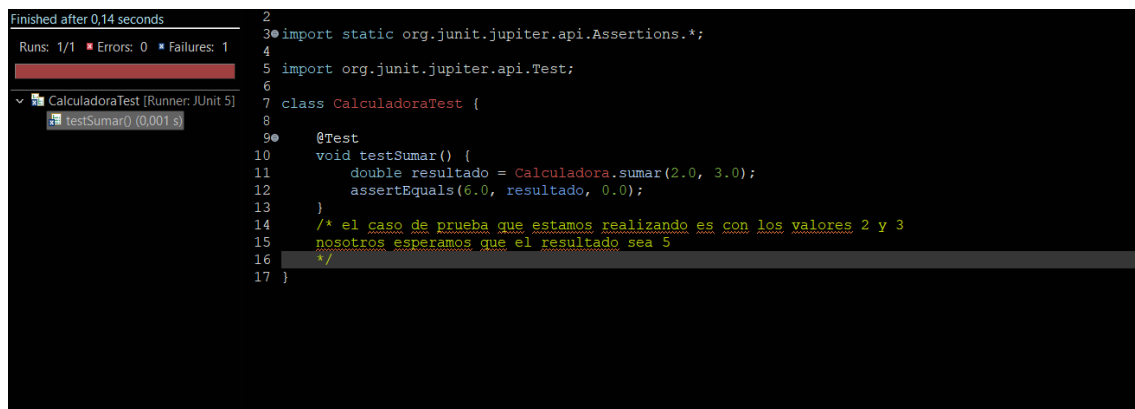 Finished after 0,14 seconds
Runs: 1/1 Errors: 0 Failures: 1
CalculadoraTest [Runner: JUnit 5]
testSumar() (0,001 s)
2
3 import static org.junit.jupiter.api.Assertions.*;
4
5 import org.junit.jupiter.api.Test;
6
7 class CalculadoraTest {
8
9 @Test
10 void testSumar() {
11 double resultado = Calculadora.sumar(2.0, 3.0);
12 assertEquals(6.0, resultado, 0.0);
13 }
14 /* el caso de prueba que estamos realizando es con los valores 2 y 3
15 nosotros esperamos que el resultado sea 5
16 */
17 }